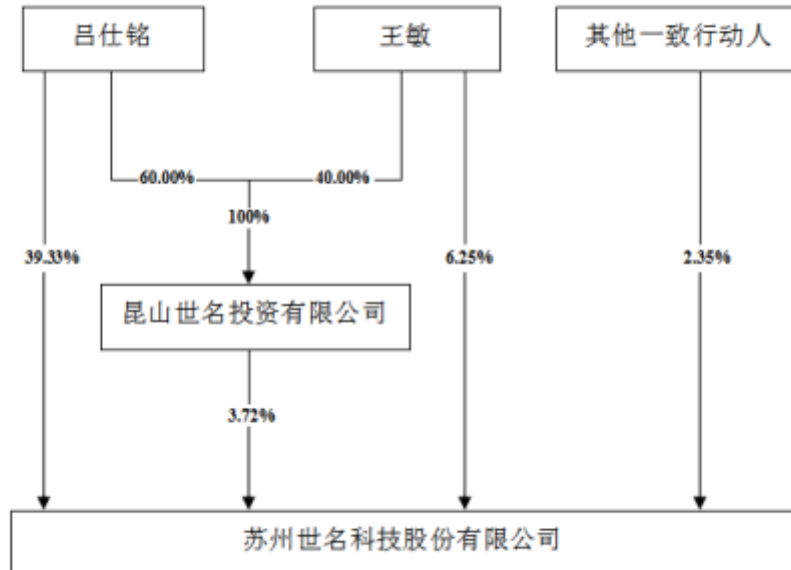 吕仕铭
王敏
其他一致行动人
60.00%
40.00%
100%
39.33%
6.25%
2.35%
昆山世名投资有限公司
3.72%
苏州世名科技股份有限公司